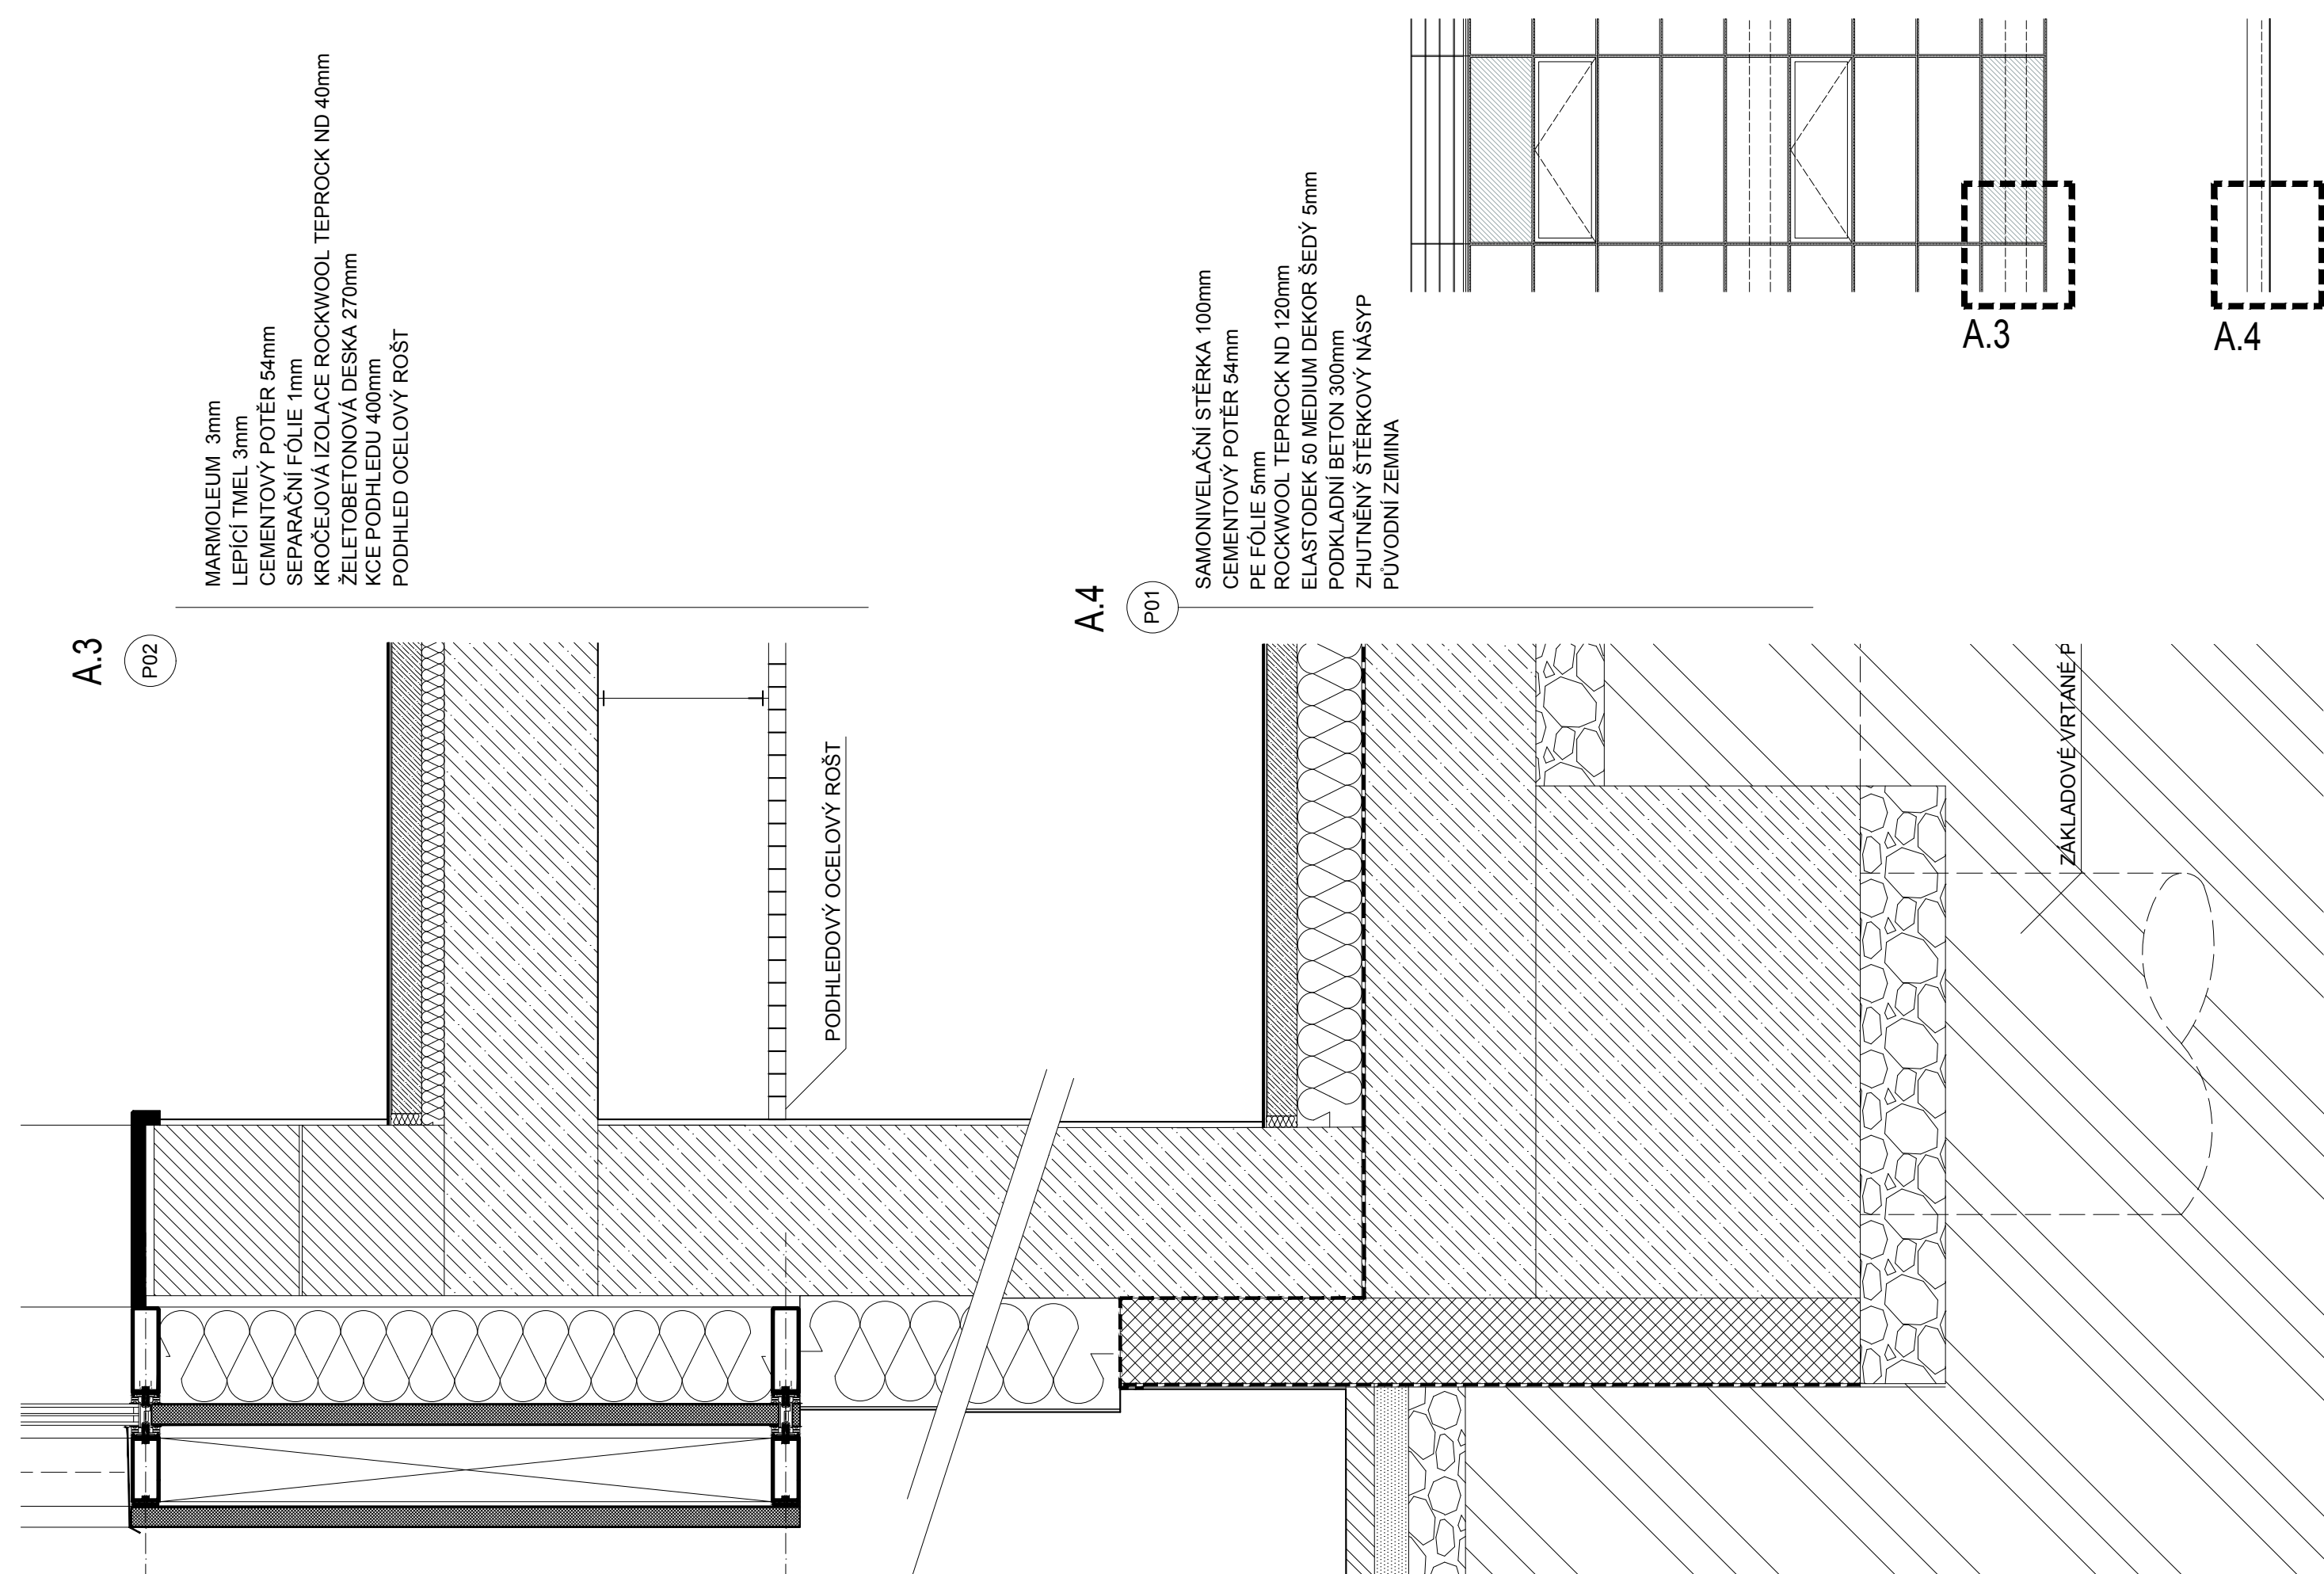 A.3
P02
MARMOLEUM  3mm
LEPÍCÍ TMEL 3mm
CEMENTOVÝ POTĚR 54mm
SEPARAČNÍ FÓLIE 1mm
KROČEJOVÁ IZOLACE ROCKWOOL TEPROCK ND 40mm
ŽELETOBETONOVÁ DESKA 270mm
KCE PODHLEDU 400mm
PODHLED OCELOVÝ ROŠT
PODHLEDOVÝ OCELOVÝ ROŠT
A.4
P01
SAMONIVELAČNÍ STĚRKA 100mm
CEMENTOVÝ POTĚR 54mm
PE FÓLIE 5mm
ROCKWOOL TEPROCK ND 120mm
ELASTODEK 50 MEDIUM DEKOR ŠEDÝ 5mm
PODKLADNÍ BETON 300mm
ZHUTNĚNÝ ŠTĚRKOVÝ NÁSYP
PŮVODNÍ ZEMINA
ZÁKLADOVÉ VRTANÉ P
A.3
A.4